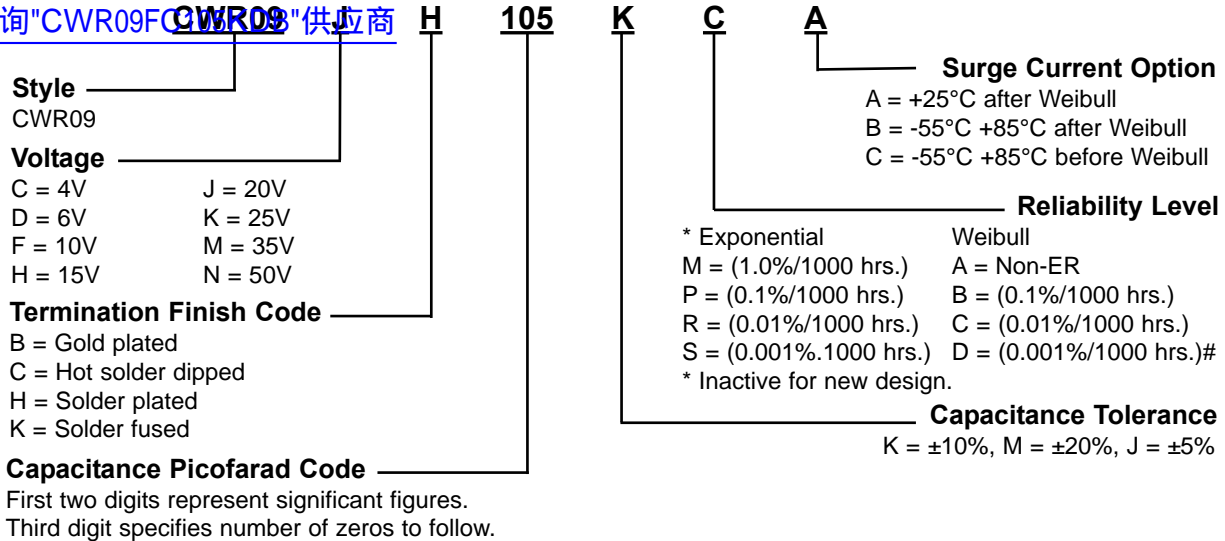 询"CWR09FC105KDB"供应商
CWR09 J H 105 K C A
Style
CWR09
Voltage
C = 4V J = 20V
D = 6V K = 25V
F = 10V M = 35V
H = 15V N = 50V
Termination Finish Code
B = Gold plated
C = Hot solder dipped
H = Solder plated
K = Solder fused
Capacitance Picofarad Code
First two digits represent significant figures.
Third digit specifies number of zeros to follow.
Surge Current Option
A = +25°C after Weibull
B = -55°C +85°C after Weibull
C = -55°C +85°C before Weibull
Reliability Level
* Exponential Weibull
M = (1.0%/1000 hrs.) A = Non-ER
P = (0.1%/1000 hrs.) B = (0.1%/1000 hrs.)
R = (0.01%/1000 hrs.) C = (0.01%/1000 hrs.)
S = (0.001%.1000 hrs.) D = (0.001%/1000 hrs.)#
* Inactive for new design.
Capacitance Tolerance
K = ±10%, M = ±20%, J = ±5%